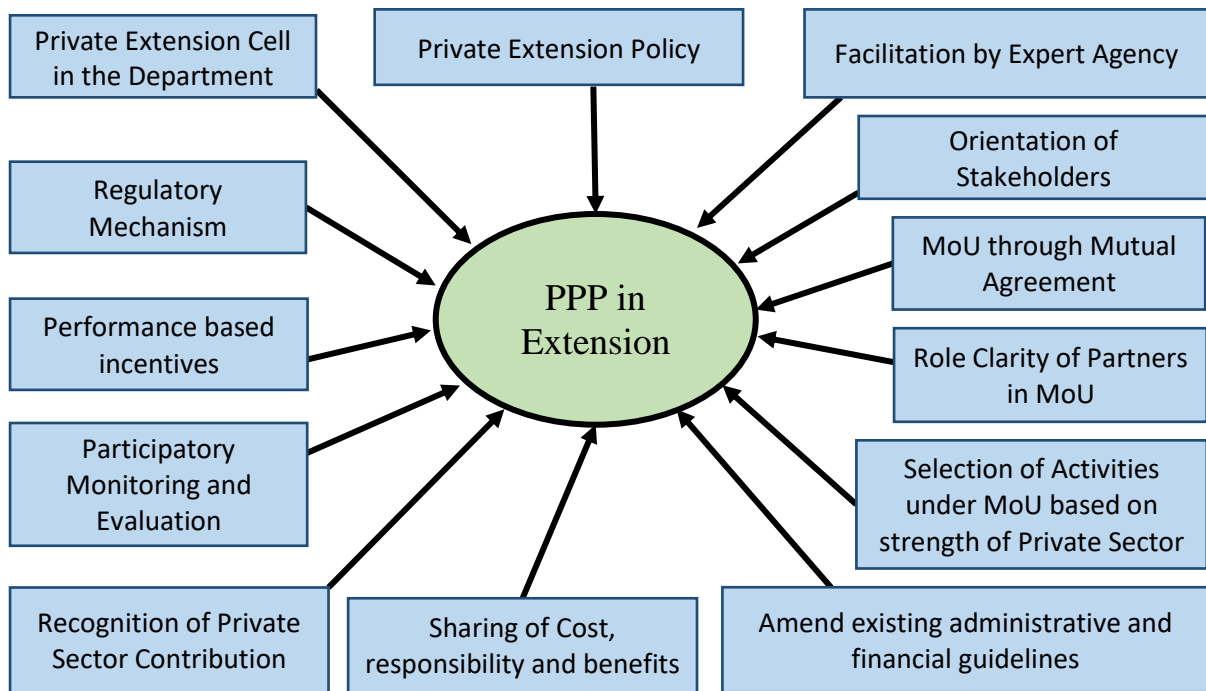 Private Extension Cell
in the Department
Private Extension Policy
Facilitation by Expert Agency
Orientation of
Stakeholders
Regulatory
Mechanism
MoU through Mutual
Agreement
PPP in
Extension
Performance based
incentives
Role Clarity of Partners
in MoU
Participatory
Monitoring and
Evaluation
Selection of Activities
under MoU based on
strength of Private Sector
Recognition of Private
Sector Contribution
Sharing of Cost,
responsibility and benefits
Amend existing administrative and
financial guidelines